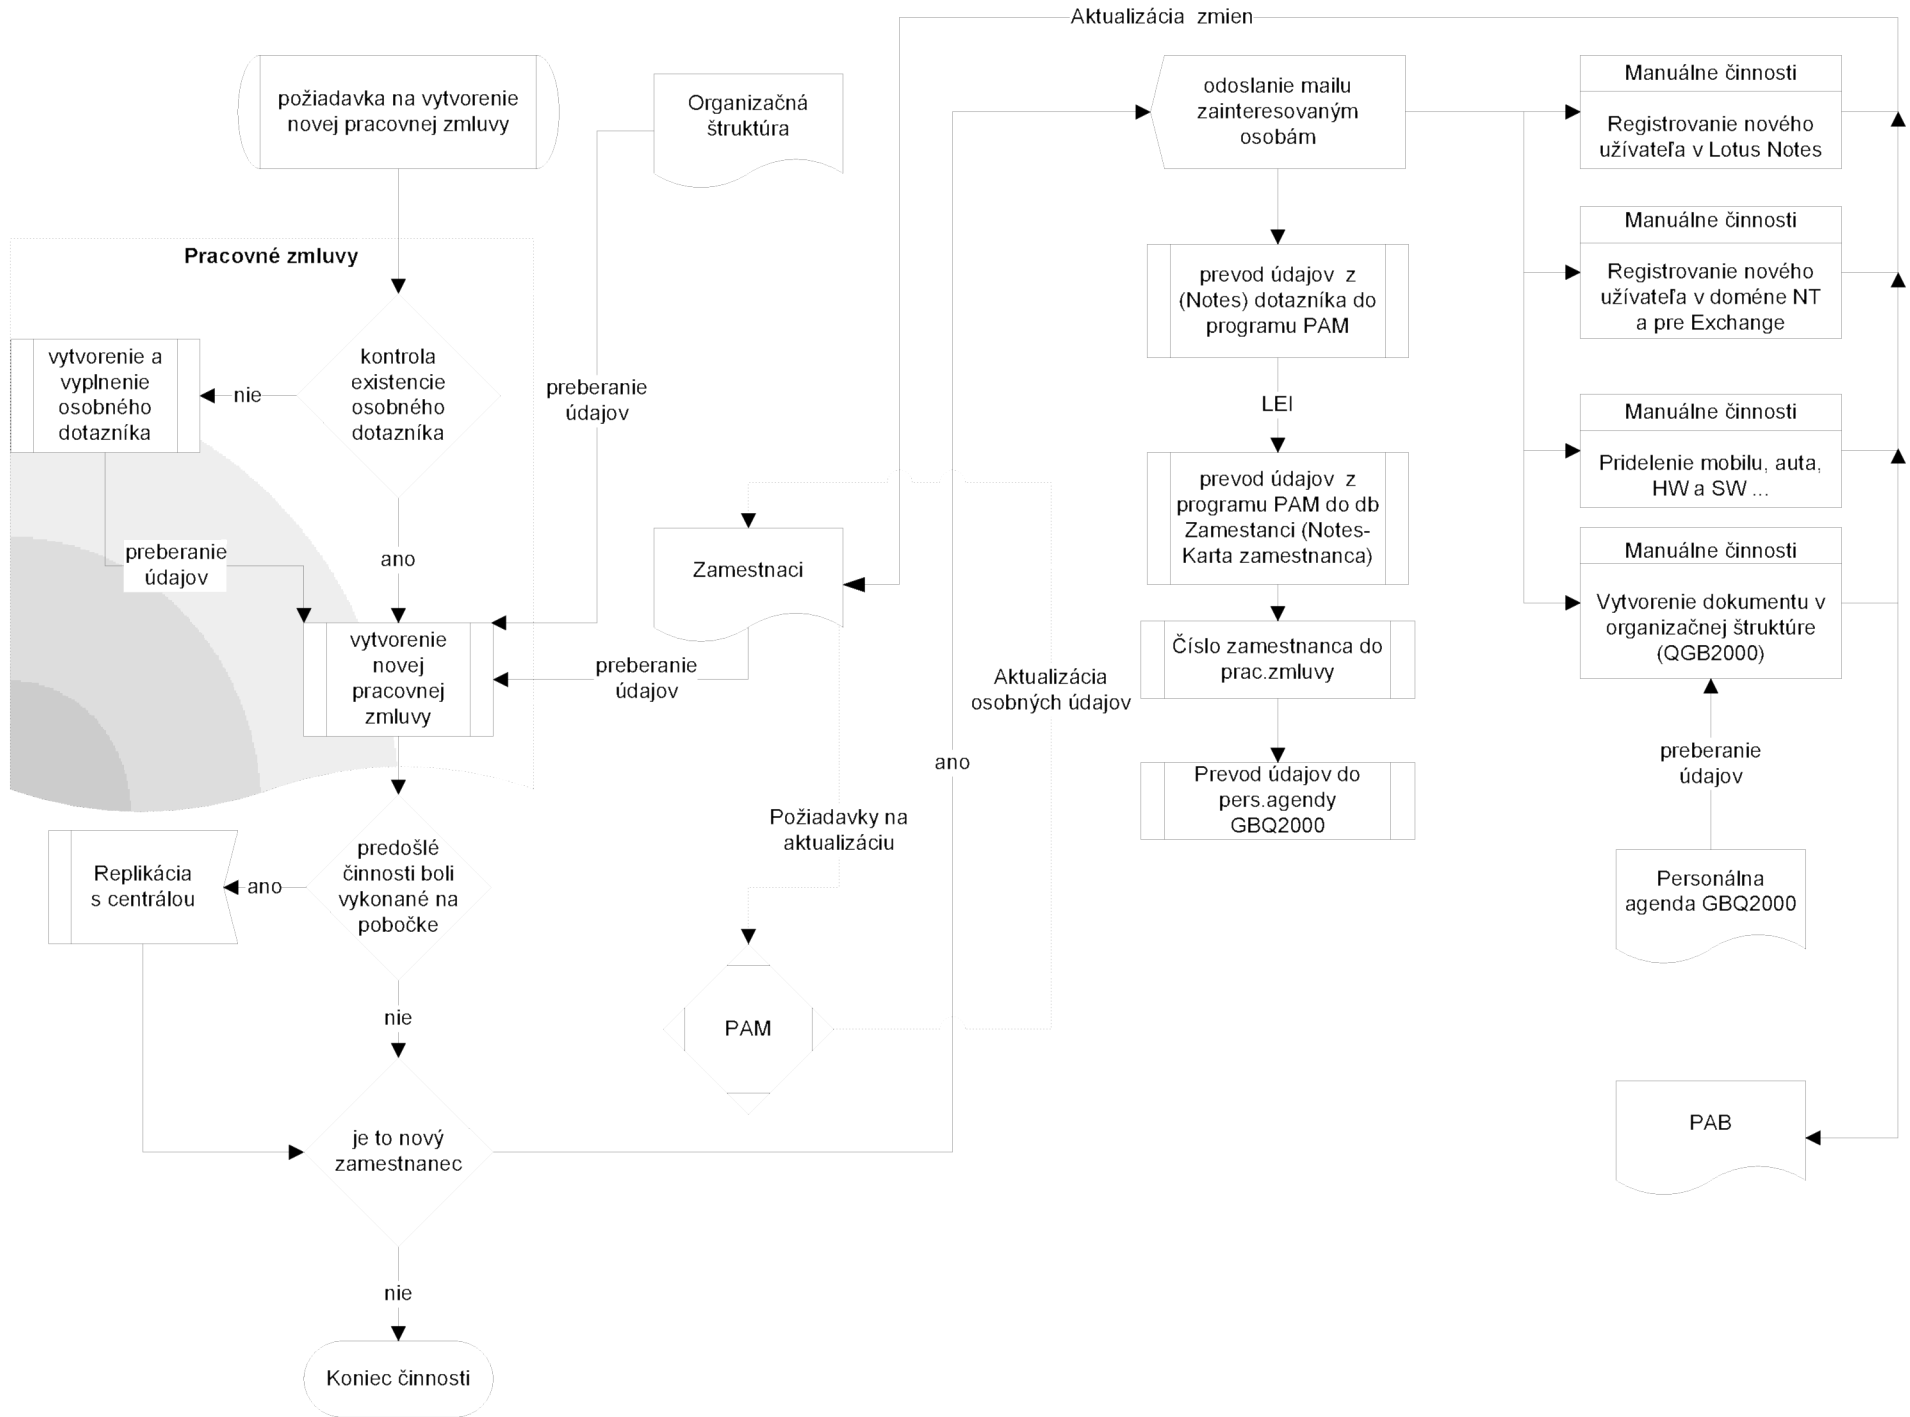 Aktualizácia zmien
požiadavka na vytvorenie
novej pracovnej zmluvy
Organizačná
štruktúra
odoslanie mailu
zainteresovaným
osobám
Manuálne činnosti
Registrovanie nového
užívateľa v Lotus Notes
Pracovné zmluvy
prevod údajov z
(Notes) dotazníka do
programu PAM
Manuálne činnosti
Registrovanie nového
užívateľa v doméne NT
a pre Exchange
vytvorenie a
vyplnenie
osobného
dotazníka
nie
kontrola
existencie
osobného
dotazníka
preberanie
údajov
LEI
Manuálne činnosti
Pridelenie mobilu, auta,
HW a SW ...
prevod údajov z
programu PAM do db
Zamestanci (Notes-
Karta zamestnanca)
preberanie
údajov
ano
Zamestnaci
Manuálne činnosti
Vytvorenie dokumentu v
organizačnej štruktúre
(QGB2000)
vytvorenie
novej
pracovnej
zmluvy
preberanie
údajov
Aktualizácia
osobných údajov
Číslo zamestnanca do
prac.zmluvy
ano
preberanie
údajov
Prevod údajov do
pers.agendy
GBQ2000
Požiadavky na
aktualizáciu
Replikácia
s centrálou
ano
predošlé
činnosti boli
vykonané na
pobočke
Personálna
agenda GBQ2000
nie
PAM
je to nový
zamestnanec
PAB
nie
Koniec činnosti